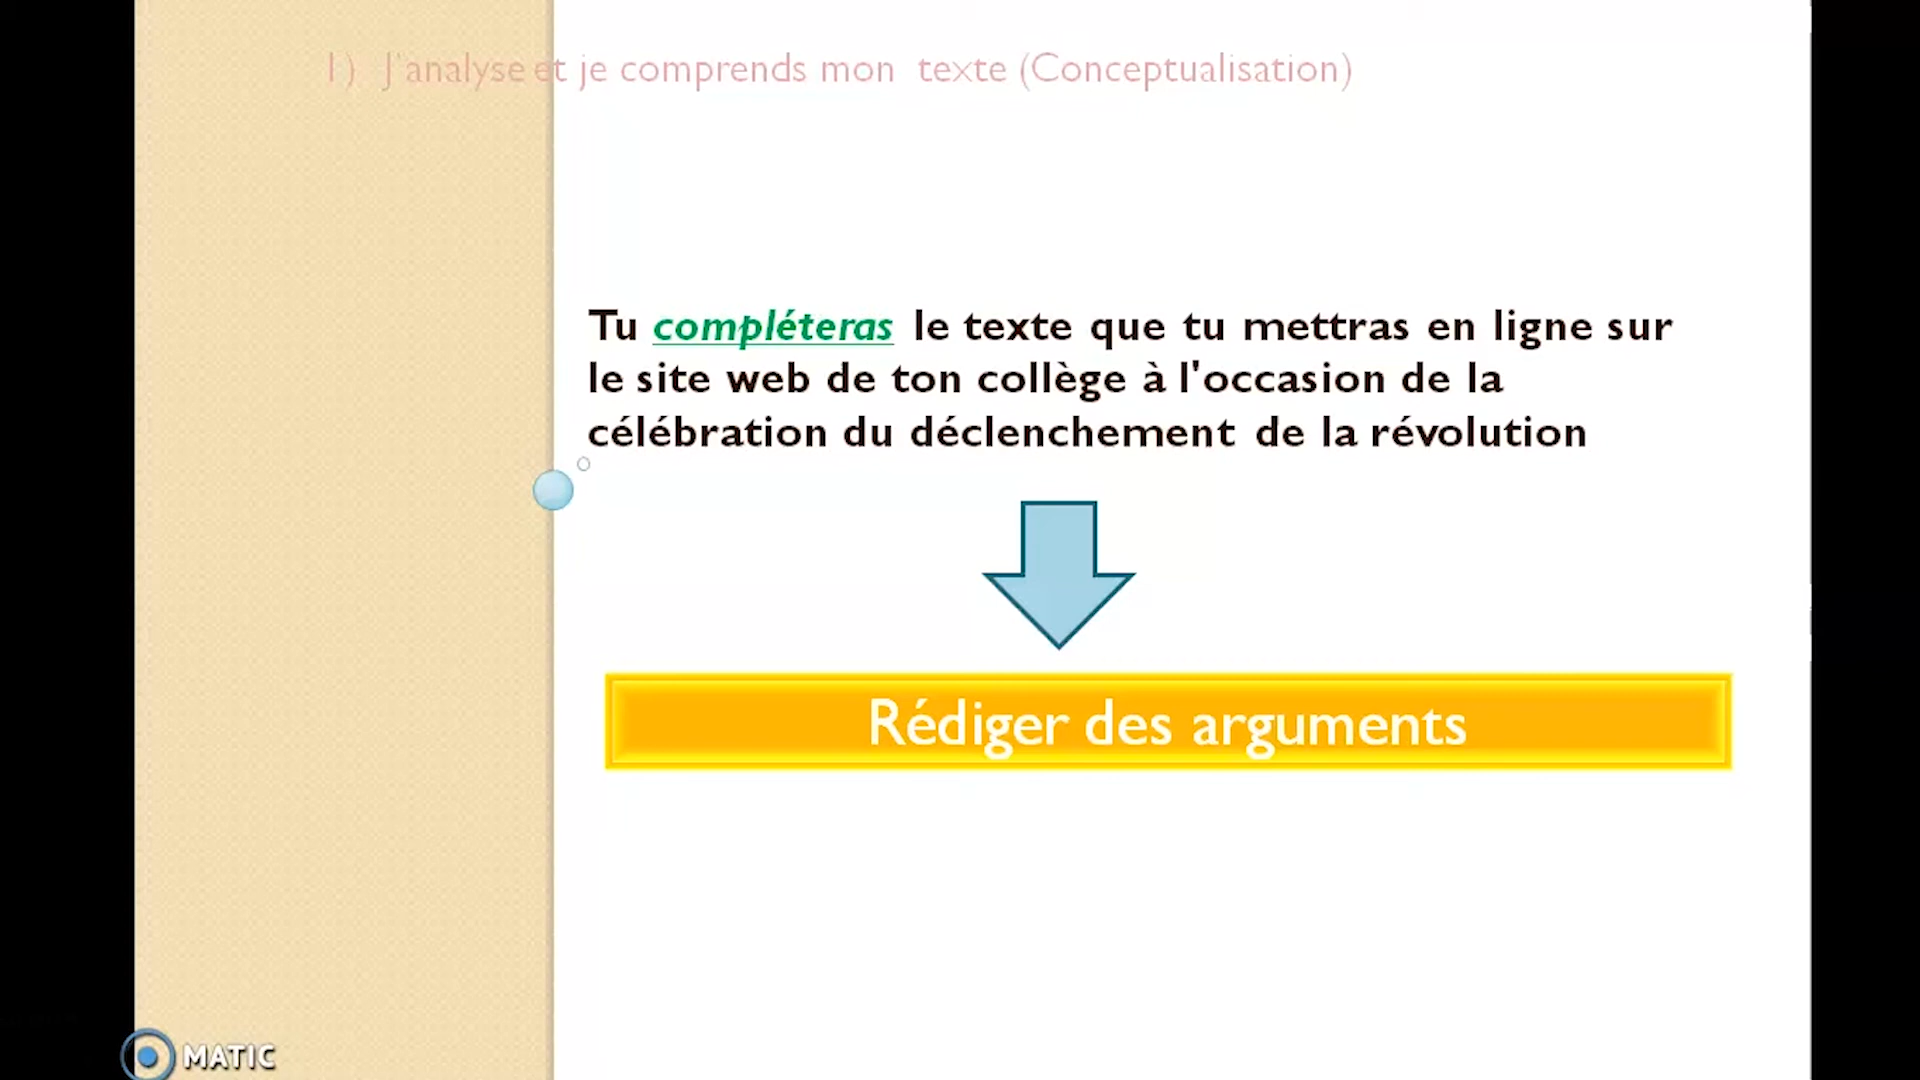 1) J'analyse et je comprends mon texte (Conceptualisation)
Tu compléteras le texte que tu mettras en ligne sur
le site web de ton collège à l'occasion de la
célébration du déclenchement de la révolution
Rédiger des arguments
MATIC